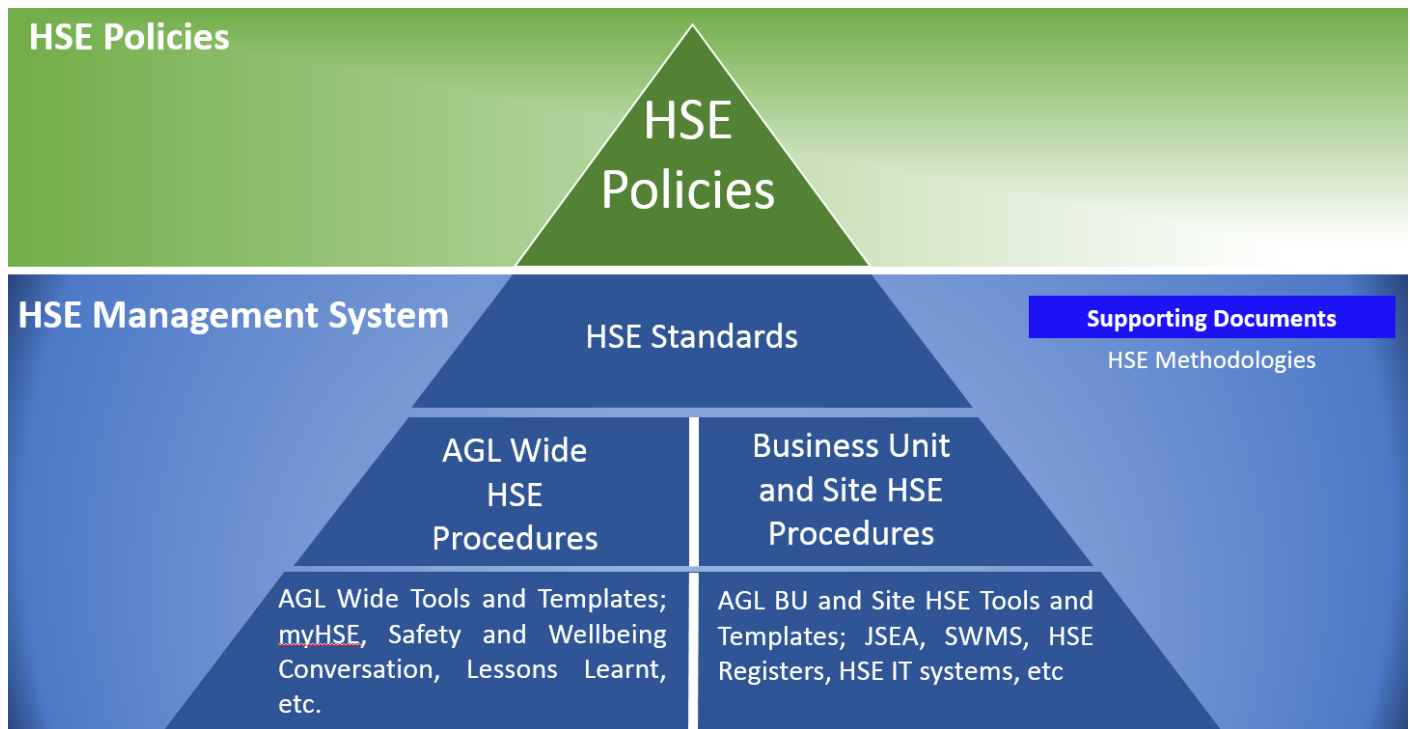 HSE Policies
HSE
Policies
HSE Management System
HSE Standards
Supporting Documents
HSE Methodologies
AGL Wide
HSE
Procedures
Business Unit
and Site HSE
Procedures
AGL Wide Tools and Templates;
myHSE, Safety and Wellbeing
Conversation, Lessons Learnt,
etc.
AGL BU and Site HSE Tools and
Templates; JSEA, SWMS, HSE
Registers, HSE IT systems, etc